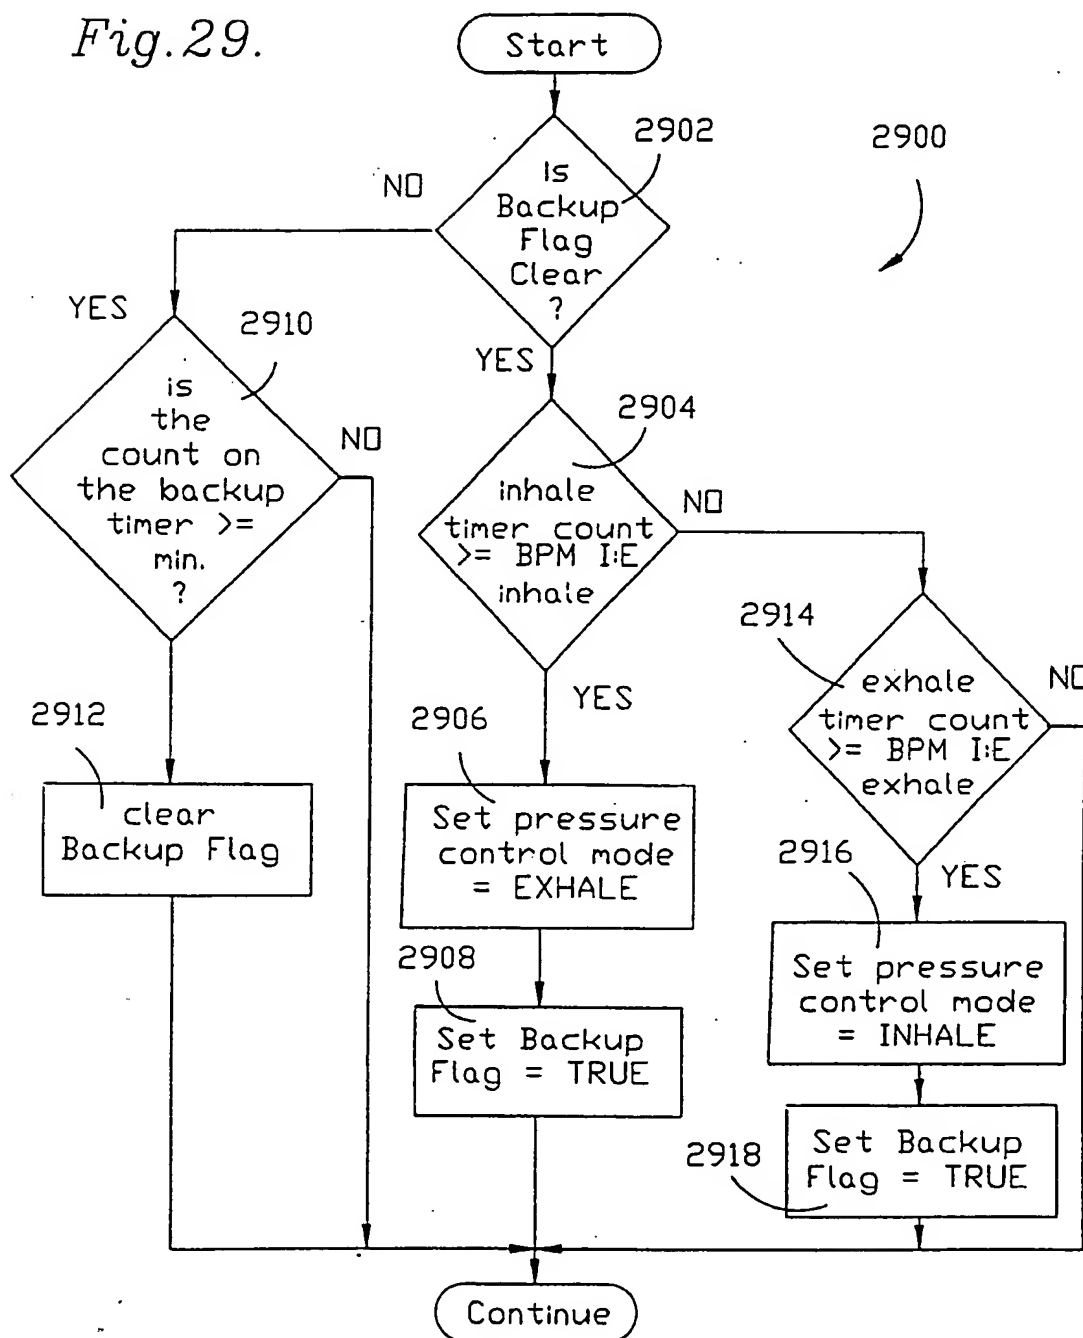 Fig.29.
Start
2902
2900
Is
Backup
Flag
Clear
?
NO
YES
YES
2910
is
the
count on
the backup
timer >=
min.
?
NO
2904
inhale
timer count
>= BPM I:E
inhale
NO
YES
2914
exhale
timer count
>= BPM I:E
exhale
NO
YES
2912
clear
Backup Flag
2906
Set pressure
control mode
= EXHALE
2908
Set Backup
Flag = TRUE
2916
Set pressure
control mode
= INHALE
2918
Set Backup
Flag = TRUE
Continue